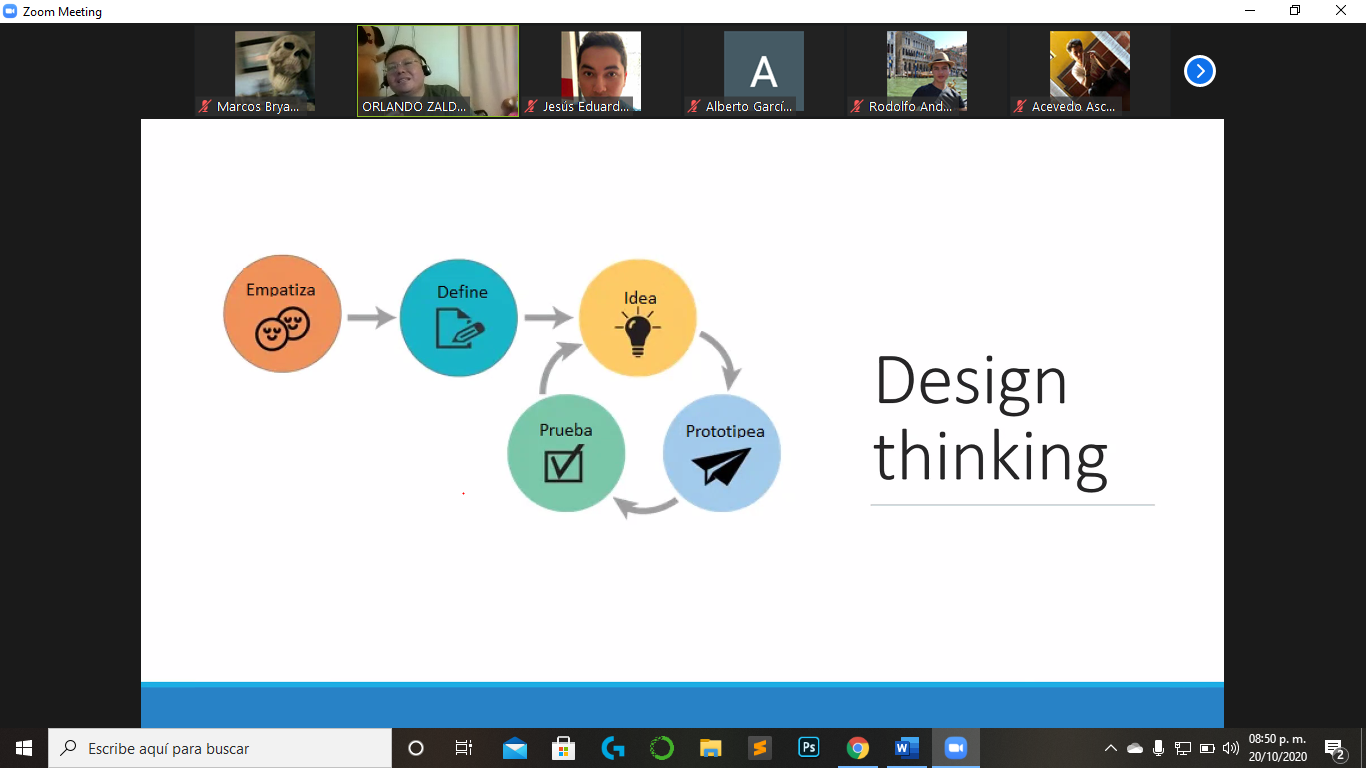 Zoom Meeting
Marcos Brya...
ORLANDO ZALD...
Jesús Eduard...
A
Alberto Garcí...
Rodolfo And...
Acevedo Asc...
Empatiza
Define
Idea
Prueba
Prototipea
Design
thinking
Escribe aquí para buscar
Ps
W
08:50 p. m.
20/10/2020
2